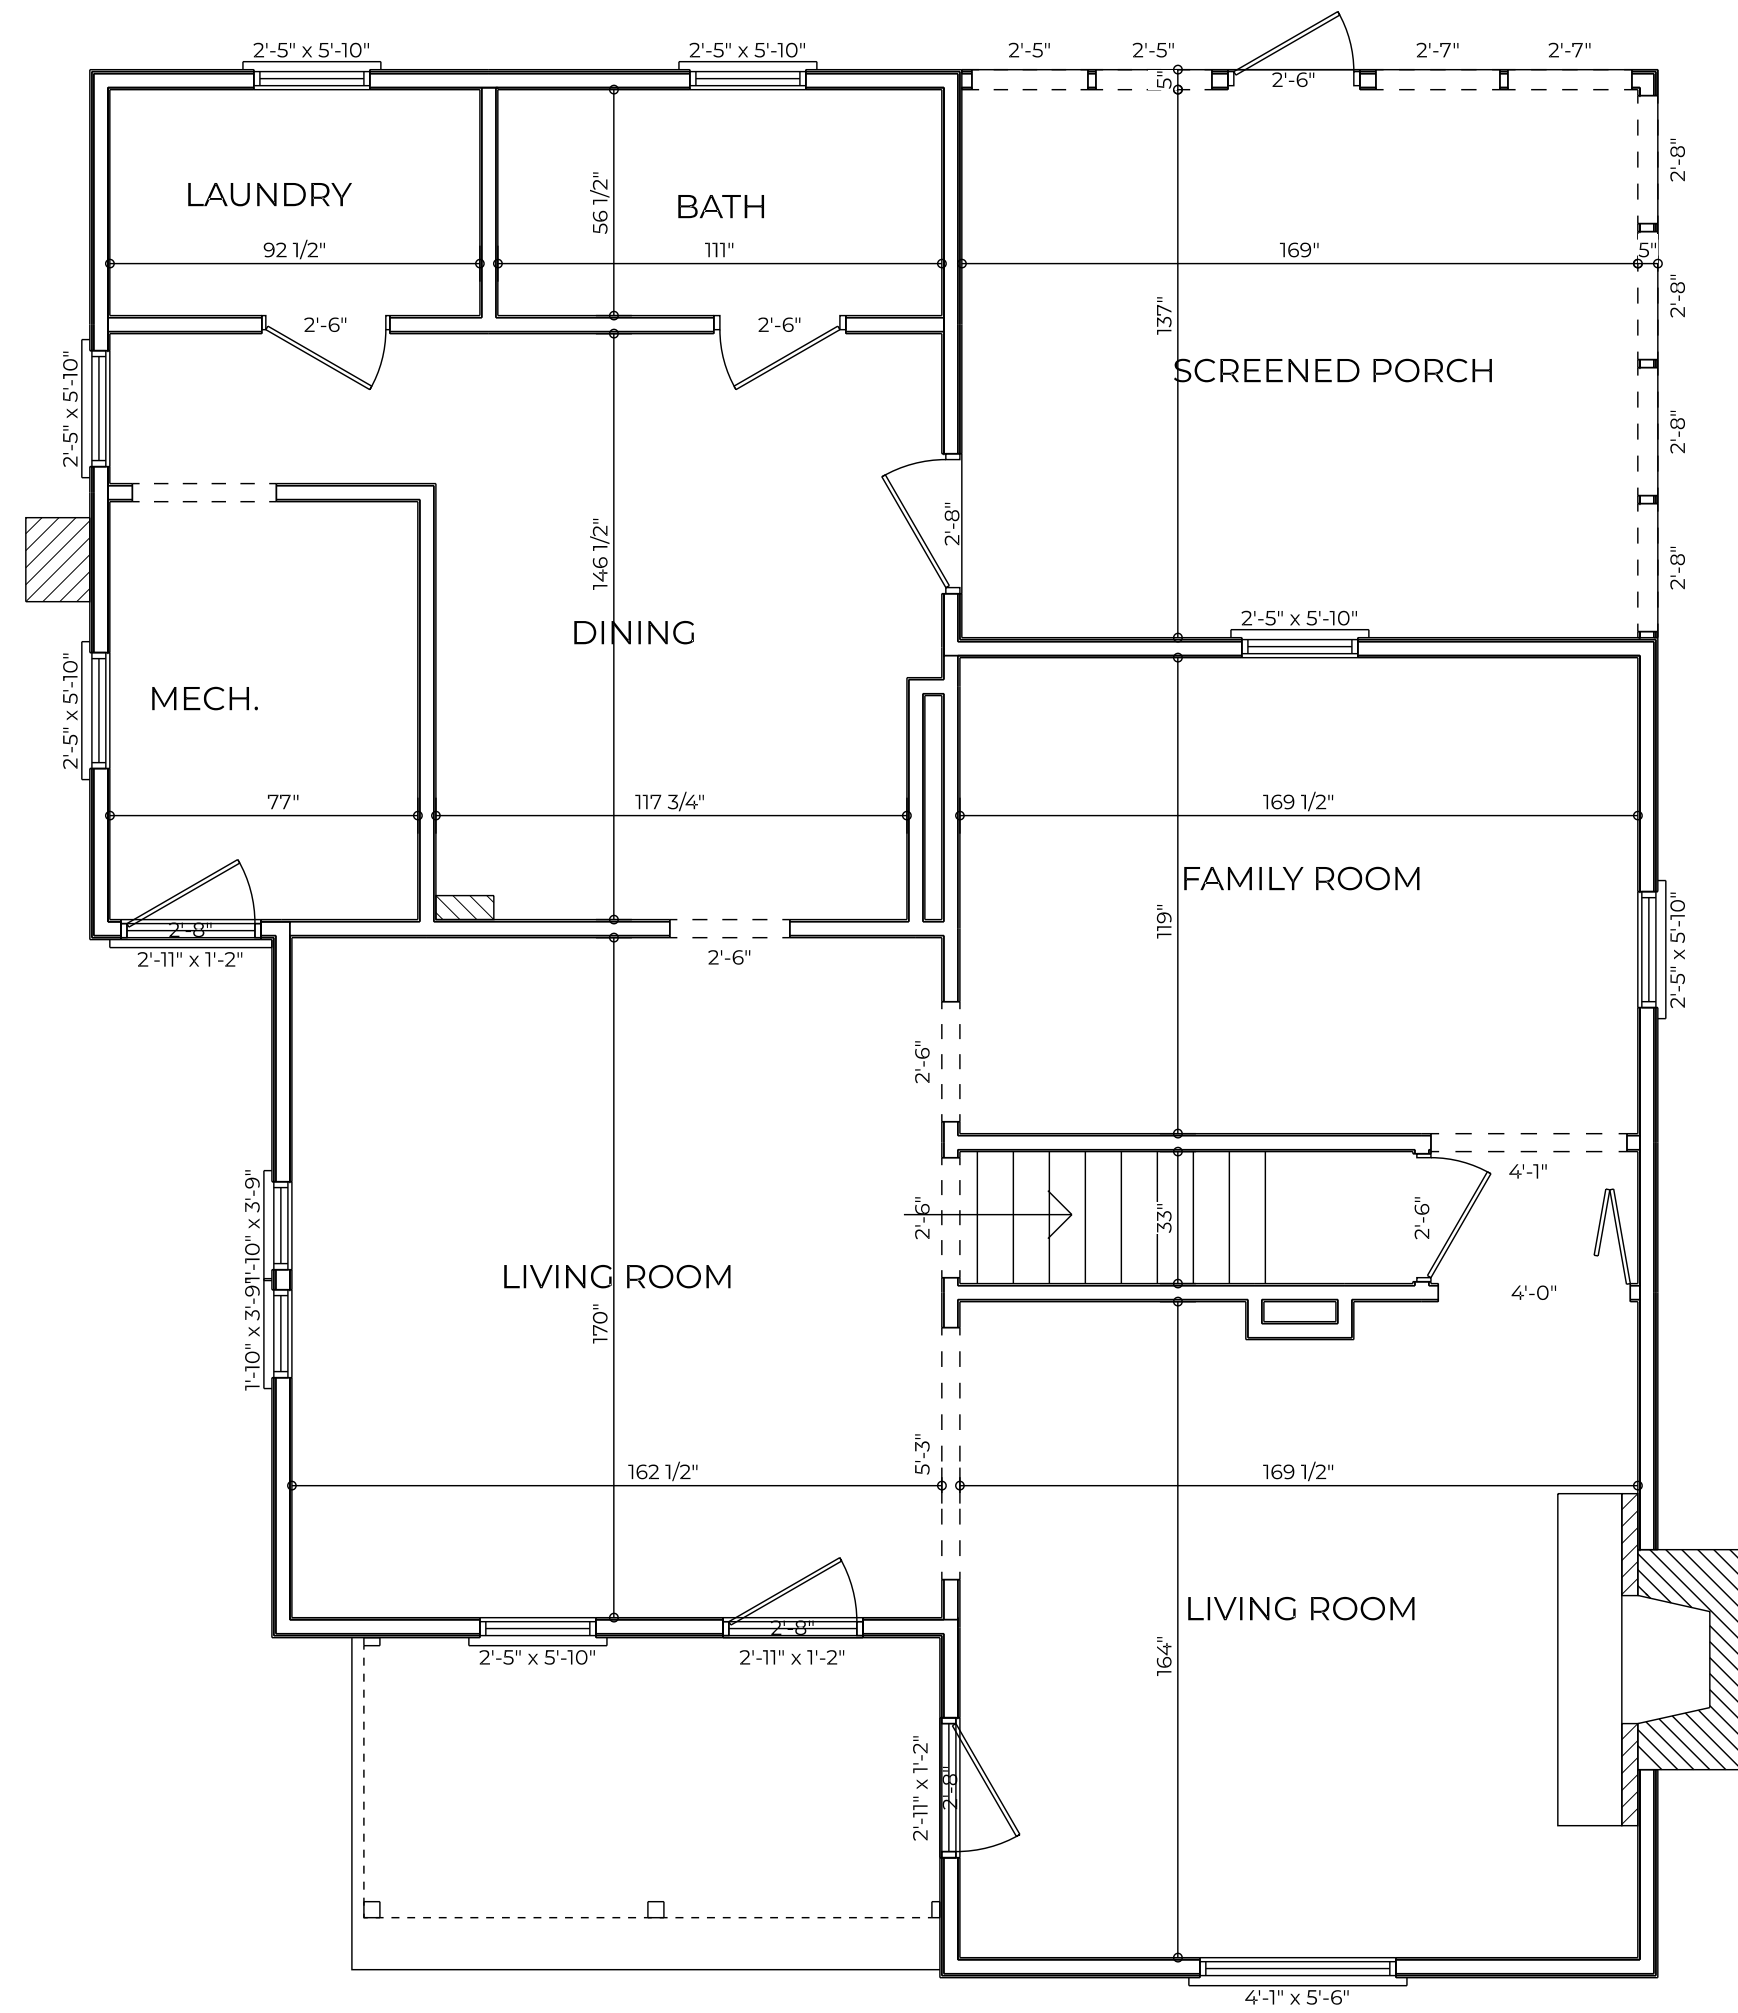 2'-5" x 5'-10"
2'-5" x 5'-10"
2'-5"
2'-5"
2'-7"
2'-7"
5"
2'-6"
2'-8"
LAUNDRY
56 1/2"
BATH
92 1/2"
111"
169"
5"
2'-8"
2'-6"
2'-6"
137"
SCREENED PORCH
2'-5" x 5'-10"
2'-8"
2'-8"
146 1/2"
2'-8"
DINING
2'-5" x 5'-10"
MECH.
2'-5" x 5'-10"
77"
117 3/4"
169 1/2"
FAMILY ROOM
119"
2'-5" x 5'-10"
2'-8"
2'-11" x 1'-2"
2'-6"
2'-6"
4'-1"
1'-10" x 3'-9"
2'-6"
33"
2'-6"
LIVING ROOM
4'-0"
1'-10" x 3'-9"
170"
5'-3"
162 1/2"
169 1/2"
LIVING ROOM
2'-8"
2'-5" x 5'-10"
2'-11" x 1'-2"
164"
2'-11" x 1'-2"
2'-8"
4'-1" x 5'-6"